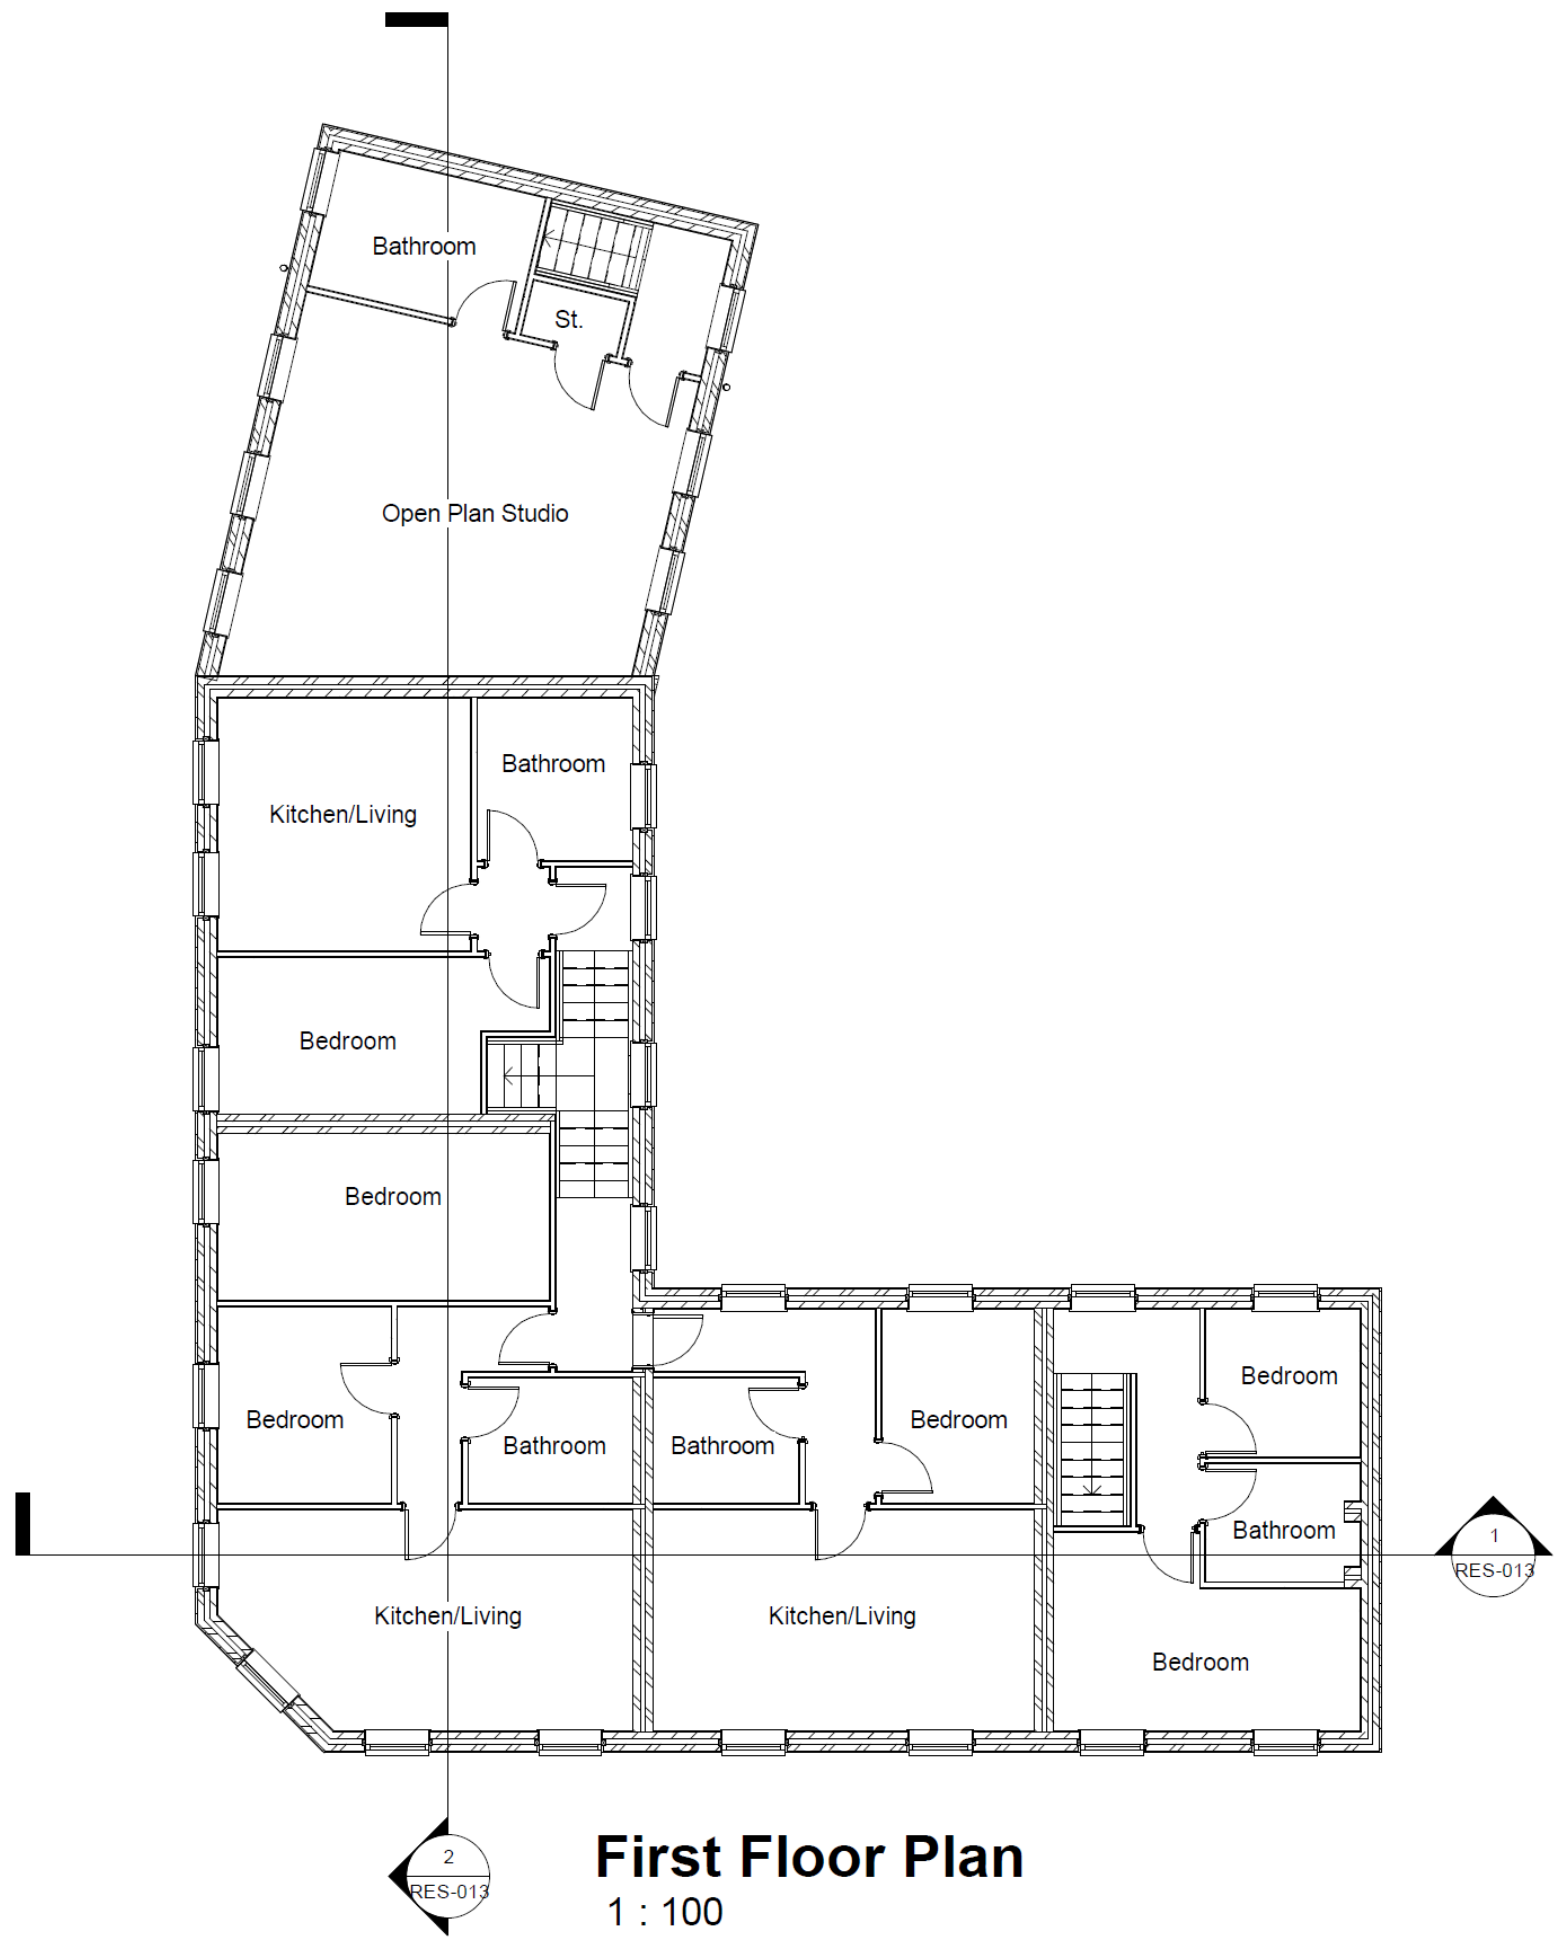 Bathroom
St.
Open Plan Studio
Bathroom
Kitchen/Living
Bedroom
Bedroom
Bedroom
Bedroom
Bedroom
Bathroom
Bathroom
Bathroom
1
RES-013
Kitchen/Living
Kitchen/Living
Bedroom
2
RES-013
First Floor Plan
1 : 100